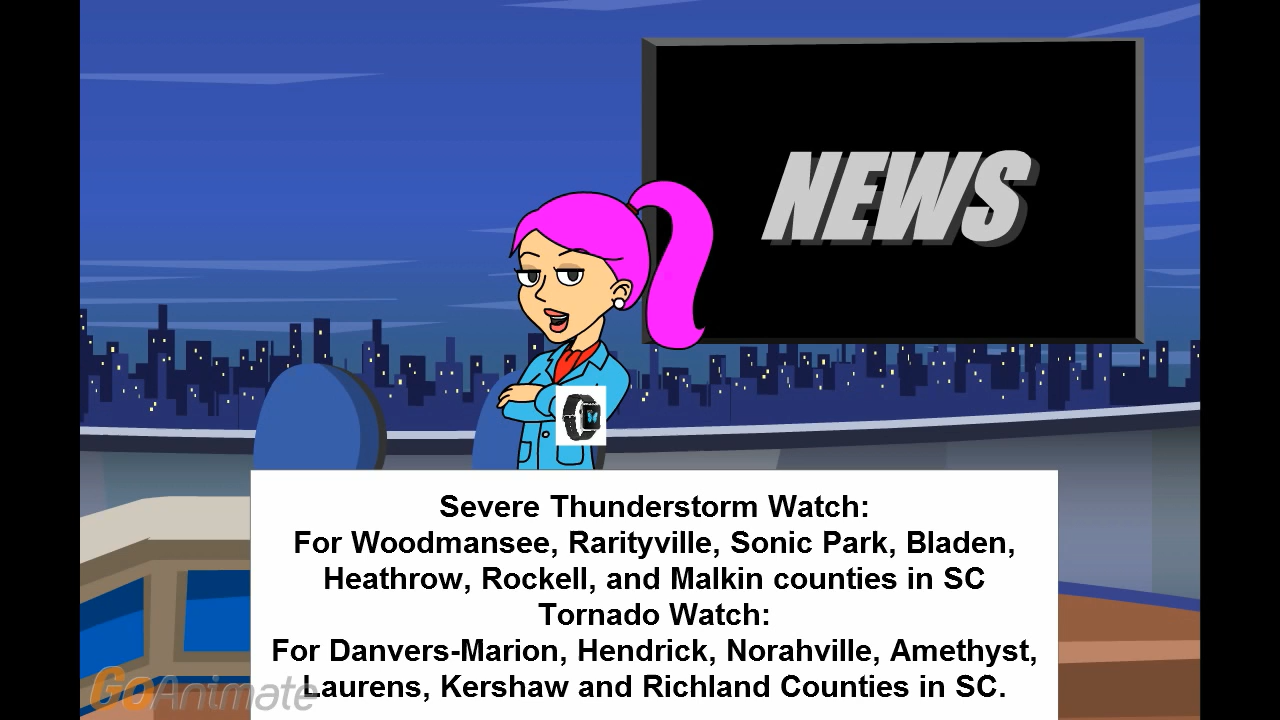 NEWS
Severe Thunderstorm Watch:
For Woodmansee, Rarityville, Sonic Park, Bladen,
Heathrow, Rockell, and Malkin counties in SC
Tornado Watch:
For Danvers-Marion, Hendrick, Norahville, Amethyst,
Laurens, Kershaw and Richland Counties in SC.
GoAnimate